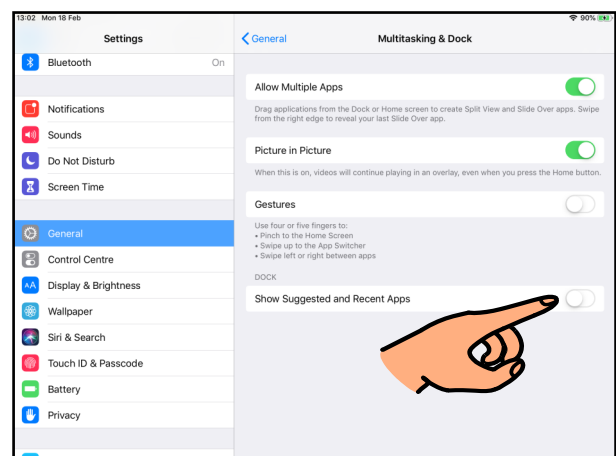 13:02 Mon 18 Feb
90%
Settings
Bluetooth On
Notifications
Sounds
Do Not Disturb
Screen Time
General
Control Centre
AA Display & Brightness
Wallpaper
Siri & Search
Touch ID & Passcode
Battery
Privacy
General
Multitasking & Dock
Allow Multiple Apps
Drag applications from the Dock or Home screen to create Split View and Slide Over apps. Swipe
from the right edge to reveal your last Slide Over app.
Picture in Picture
When this is on, videos will continue playing in an overlay, even when you press the Home button.
Gestures
Use four or five fingers to:
• Pinch to the Home Screen
• Swipe up to the App Switcher
• Swipe left or right between apps
DOCK
Show Suggested and Recent Apps